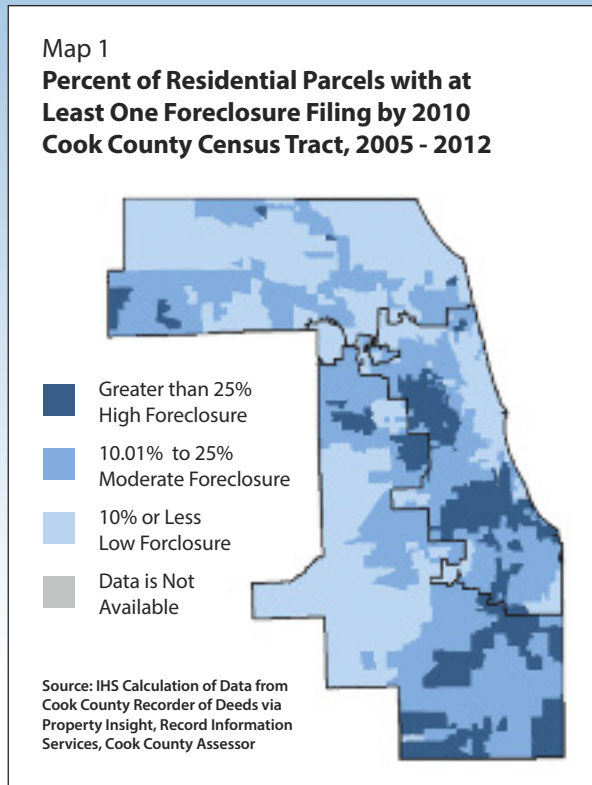 Map 1
Percent of Residential Parcels with at
Least One Foreclosure Filing by 2010
Cook County Census Tract, 2005 - 2012
Greater than 25%
High Foreclosure
10.01% to 25%
Moderate Foreclosure
10% or Less
Low Forclosure
Data is Not
Available
Source: IHS Calculation of Data from
Cook County Recorder of Deeds via
Property Insight, Record Information
Services, Cook County Assessor